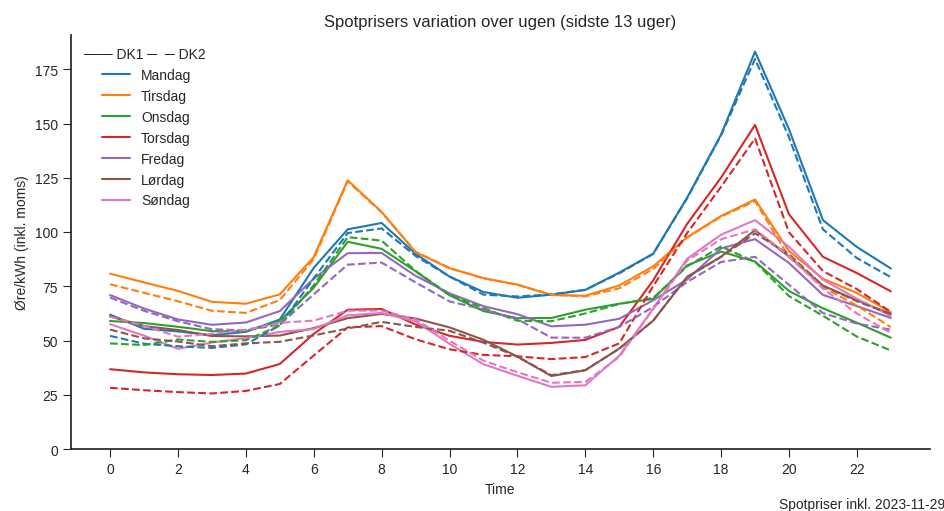 Spotprisers variation over ugen (sidste 13 uger)
DK1 DK2
Mandag
Tirsdag
Onsdag
Torsdag
Fredag
Lørdag
Søndag
Øre/kWh (inkl. moms)
175
150
125
100
75
50
25
0
0 2 4 6 8 10 12 14 16 18 20 22
Time
Spotpriser inkl. 2023-11-29